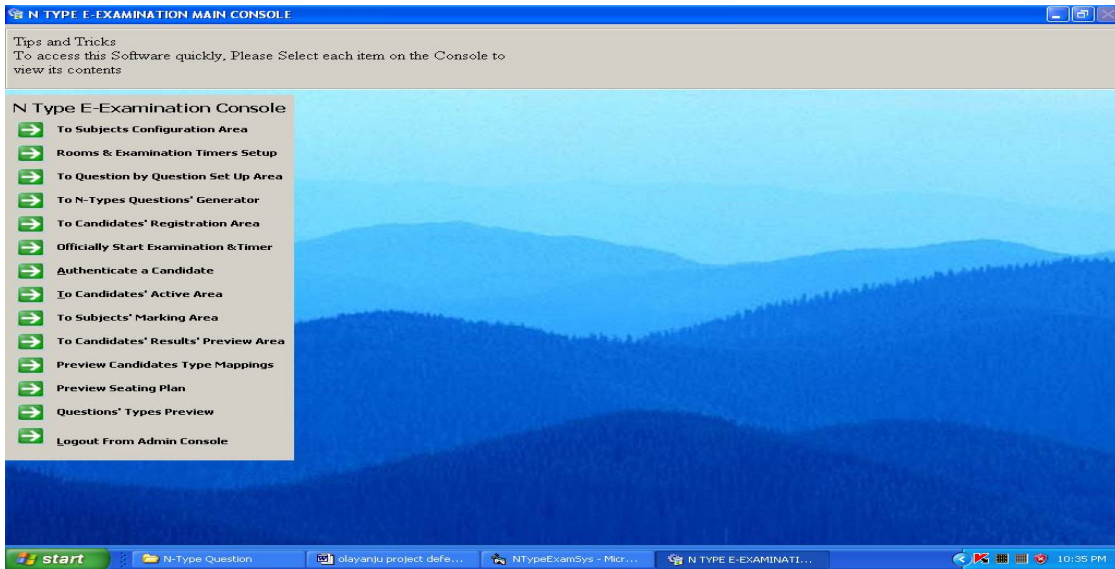 N TYPE E-EXAMINATION MAIN CONSOLE
Tips and Tricks
To access this Software quickly, Please Select each item on the Console to
view its contents
N Type E-Examination Console
To Subjects Configuration Area
Rooms & Examination Timers Setup
To Question by Question Set Up Area
To N-Types Questions' Generator
To Candidates' Registration Area
Officially Start Examination &Timer
Authenticate a Candidate
To Candidates' Active Area
To Subjects' Marking Area
To Candidates' Results' Preview Area
Preview Candidates Type Mappings
Preview Seating Plan
Questions' Types Preview
Logout From Admin Console
start
N-Type Question
olayanju project defe...
NTypeExamSys - Micr...
N TYPE E-EXAMINATI...
10:35 PM